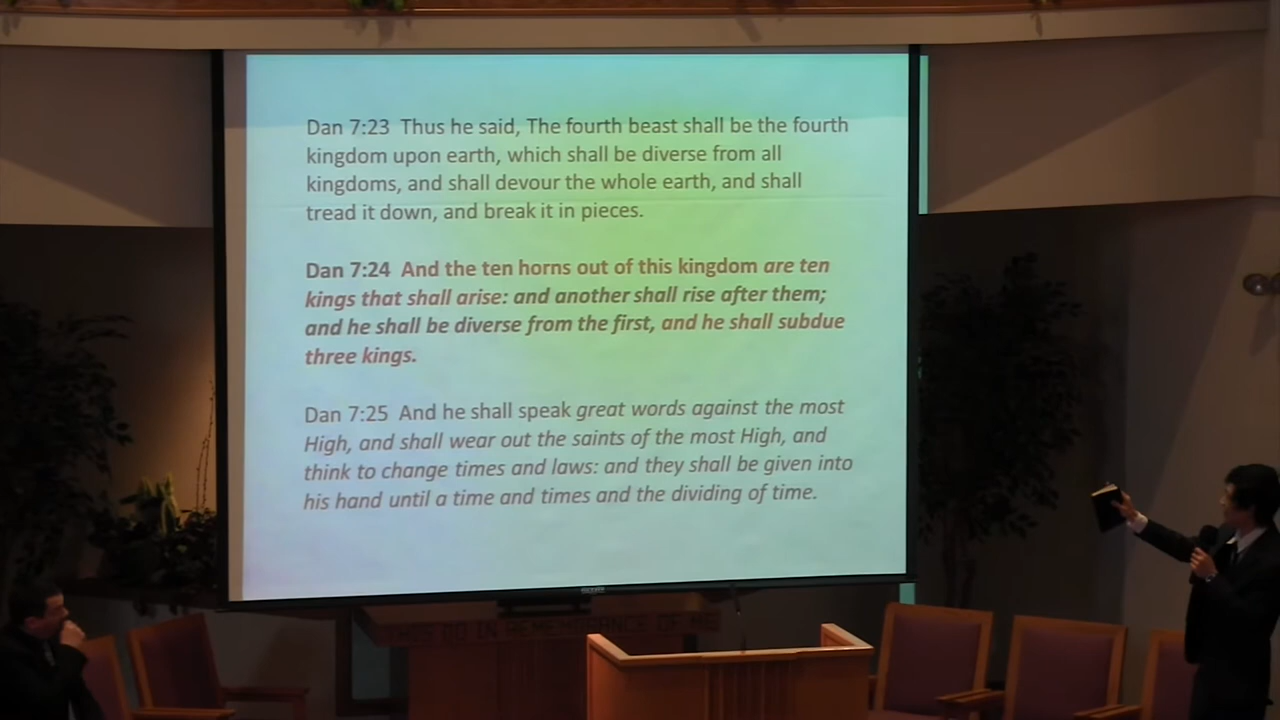 Dan 7:23 Thus he said, The fourth beast shall be the fourth
kingdom upon earth, which shall be diverse from all
kingdoms, and shall devour the whole earth, and shall
tread it down, and break it in pieces.
Dan 7:24 And the ten horns out of this kingdom are ten
kings that shall arise: and another shall rise after them;
and he shall be diverse from the first, and he shall subdue
three kings.
Dan 7:25 And he shall speak great words against the most
High, and shall wear out the saints of the most High, and
think to change times and laws: and they shall be given into
his hand until a time and times and the dividing of time.
THIS DO IN REMEMBRANCE OF ME